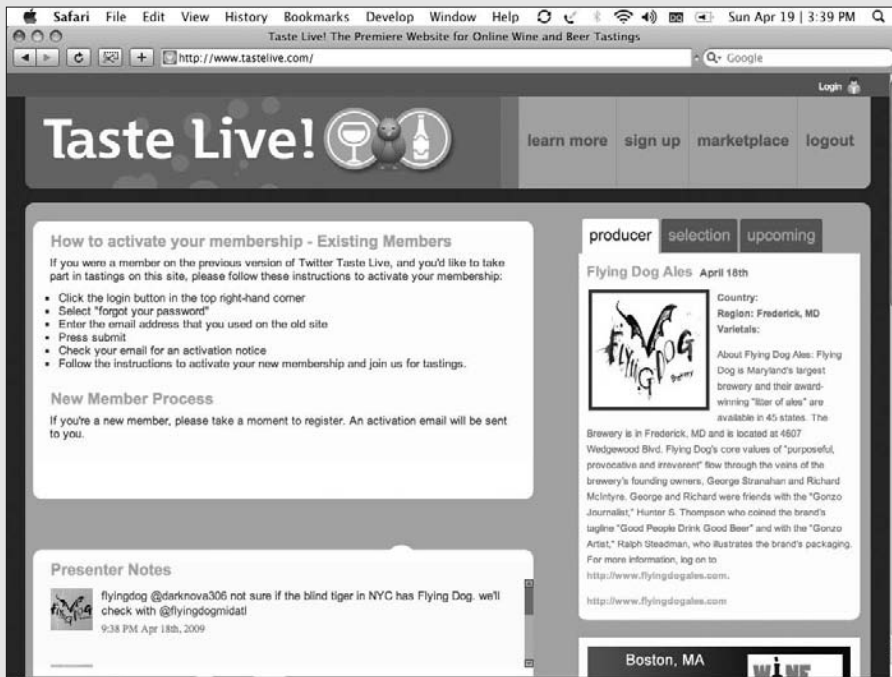 Safari File Edit View History Bookmarks Develop Window Help Sun Apr 19 | 3:39 PM
Taste Live! The Premiere Website for Online Wine and Beer Tastings
http://www.tastelive.com/
Google
Login
Taste Live!
learn more sign up marketplace logout
How to activate your membership - Existing Members
If you were a member on the previous version of Twitter Taste Live, and you'd like to take
part in tastings on this site, please follow these instructions to activate your membership:
• Click the login button in the top right-hand corner
• Select "forgot your password"
• Enter the email address that you used on the old site
• Press submit
• Check your email for an activation notice
• Follow the instructions to activate your new membership and join us for tastings.
New Member Process
If you're a new member, please take a moment to register. An activation email will be sent
to you.
Presenter Notes
flyingdog @darknova306 not sure if the blind tiger in NYC has Flying Dog. we'll
check with @flyingdogmidatl
9:38 PM Apr 18th, 2009
producer selection upcoming
Flying Dog Ales April 18th
FLYING DOG
Brewery
Country:
Region: Frederick, MD
Varietals:
About Flying Dog Ales: Flying
Dog is Maryland's largest
brewery and their award-
winning "litter of ales" are
available in 45 states. The
Brewery is in Frederick, MD and is located at 4607
Wedgewood Blvd. Flying Dog's core values of "purposeful,
provocative and irreverent" flow through the veins of the
brewery's founding owners, George Stranahan and Richard
McIntyre. George and Richard were friends with the "Gonzo
Journalist," Hunter S. Thompson who coined the brand's
tagline "Good People Drink Good Beer" and with the "Gonzo
Artist," Ralph Steadman, who illustrates the brand's packaging.
For more information, log on to
http://www.flyingdogales.com.
http://www.flyingdogales.com
Boston, MA
WINE